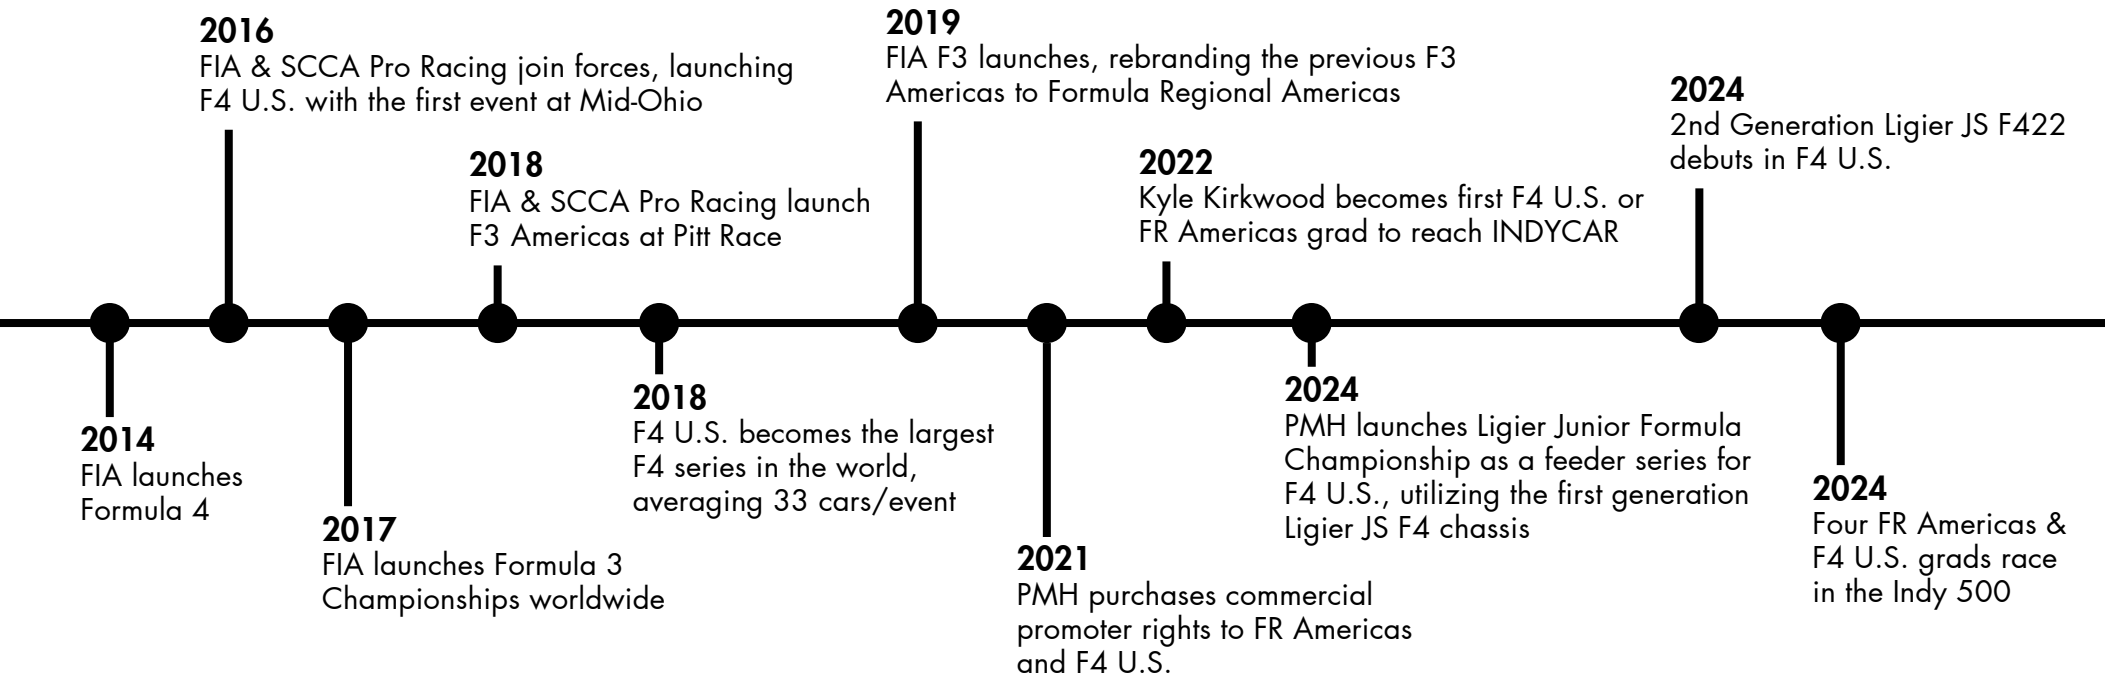 2014
FIA launches
Formula 4
2016
FIA & SCCA Pro Racing join forces, launching
F4 U.S. with the first event at Mid-Ohio
2017
FIA launches Formula 3
Championships worldwide
2018
FIA & SCCA Pro Racing launch
F3 Americas at Pitt Race
2018
F4 U.S. becomes the largest
F4 series in the world,
averaging 33 cars/event
2019
FIA F3 launches, rebranding the previous F3
Americas to Formula Regional Americas
2021
PMH purchases commercial
promoter rights to FR Americas
and F4 U.S.
2022
Kyle Kirkwood becomes first F4 U.S. or
FR Americas grad to reach INDYCAR
2024
PMH launches Ligier Junior Formula
Championship as a feeder series for
F4 U.S., utilizing the first generation
Ligier JS F4 chassis
2024
2nd Generation Ligier JS F422
debuts in F4 U.S.
2024
Four FR Americas &
F4 U.S. grads race
in the Indy 500